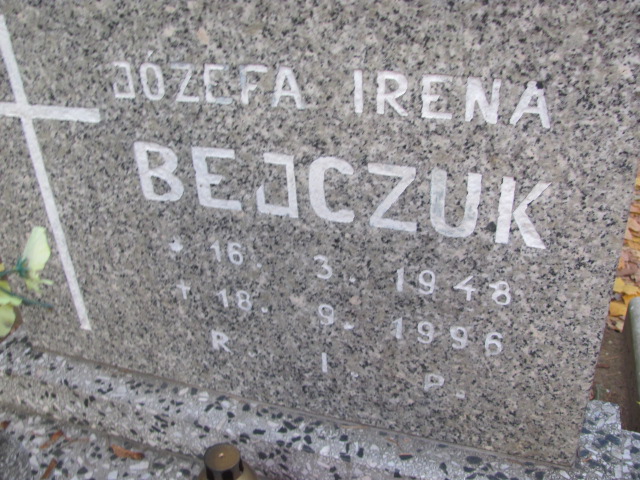 JÓZEFA IRENA
BEJCZUK
* 16. 3. 1948
† 18. 9. 1996
R. I. P.